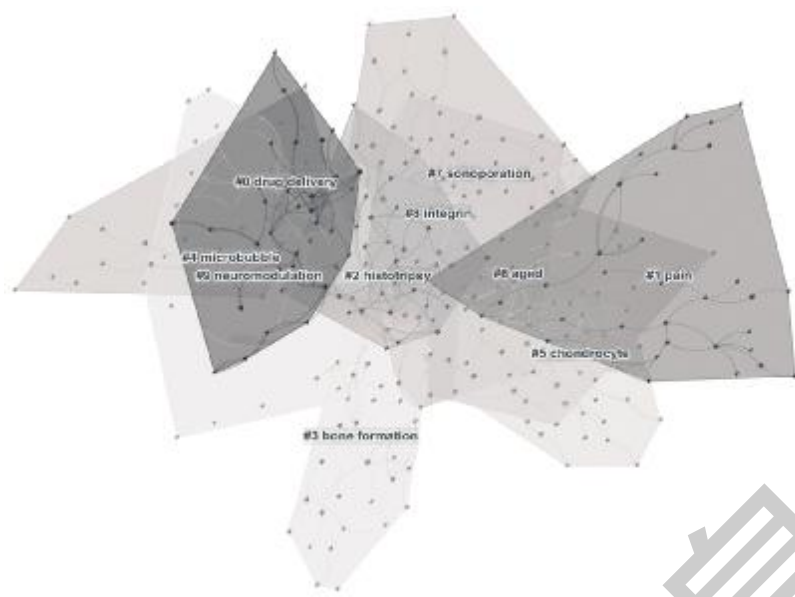 #0 drug delivery
#7 sonoporation
#8 integrin
#4 microbubble
#9 neuromodulation
#2 histotripsy
#6 aged
#1 pain
#5 chondrocyte
#3 bone formation